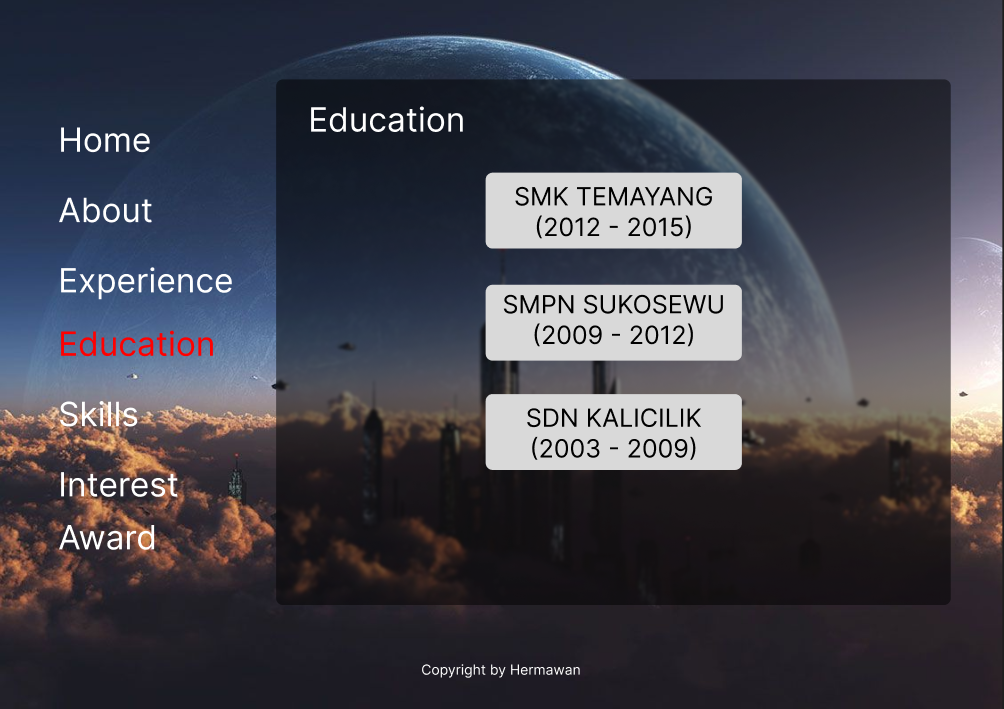 Home
About
Experience
Education
Skills
Interest
Award
Education
SMK TEMAYANG
(2012 - 2015)
SMPN SUKOSEWU
(2009 - 2012)
SDN KALICILIK
(2003 - 2009)
Copyright by Hermawan